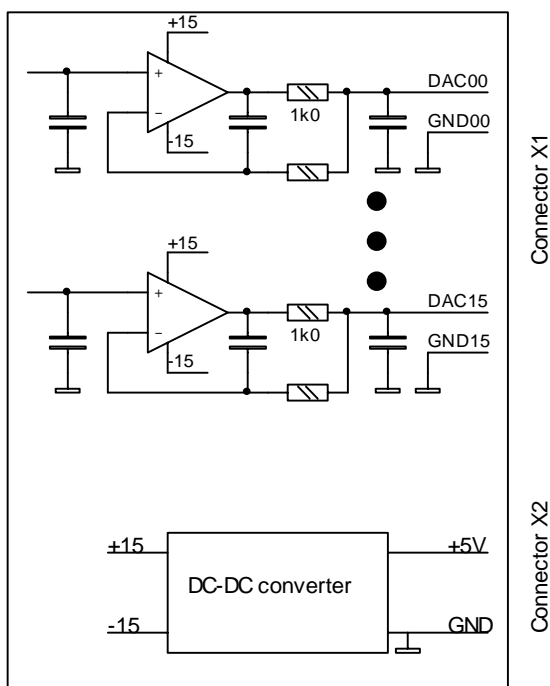 +15
+
DAC00
-
1k0
GND00
-15
+15
+
DAC15
-
1k0
GND15
-15
+15
+5V
DC-DC converter
-15
GND
Connector X1
Connector X2